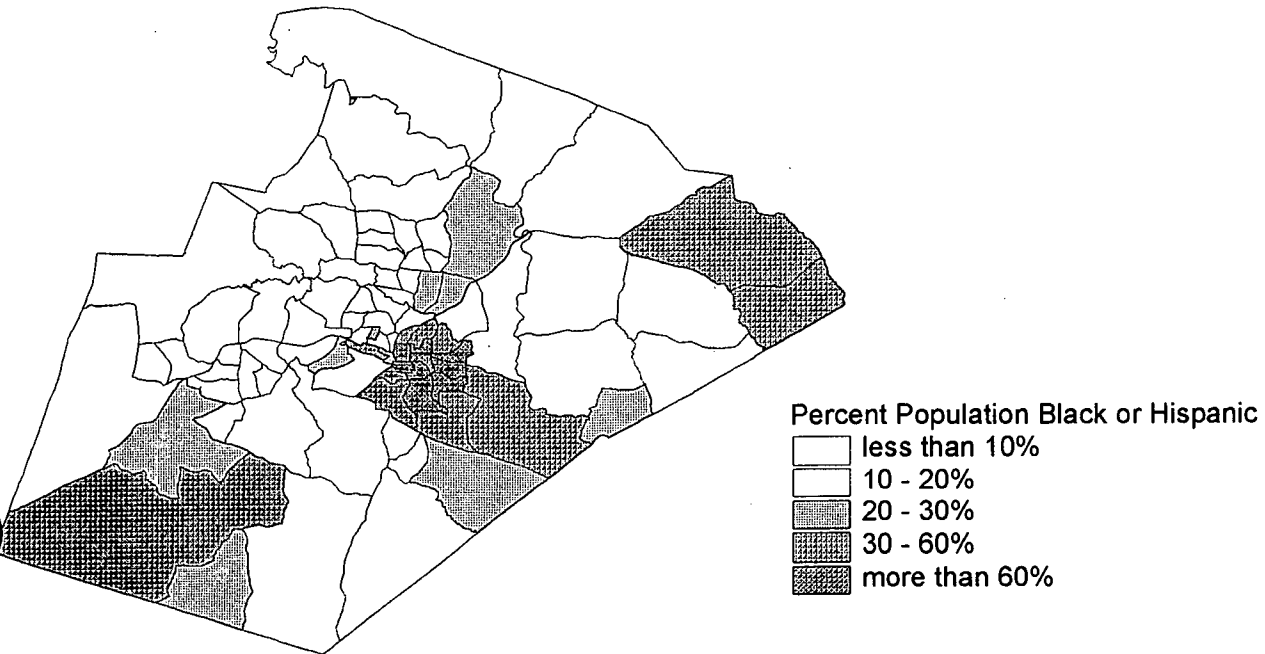 Percent Population Black or Hispanic
less than 10%
10 - 20%
20 - 30%
30 - 60%
more than 60%